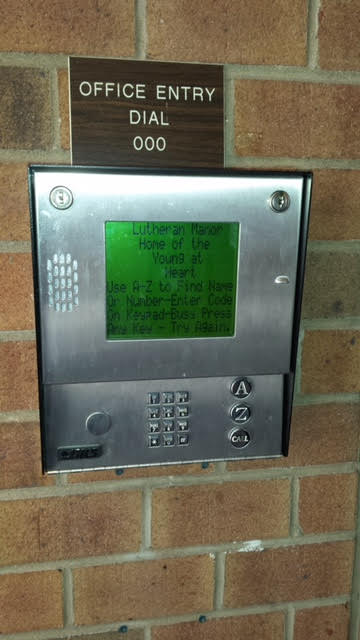 OFFICE ENTRY
DIAL
000
Lutheran Manor
Home of the
Young at
Heart
Use A-Z to Find Name
Or Number-Enter Code
On Keypad-Busy Press
Any Key - Try Again.
A
Z
CALL